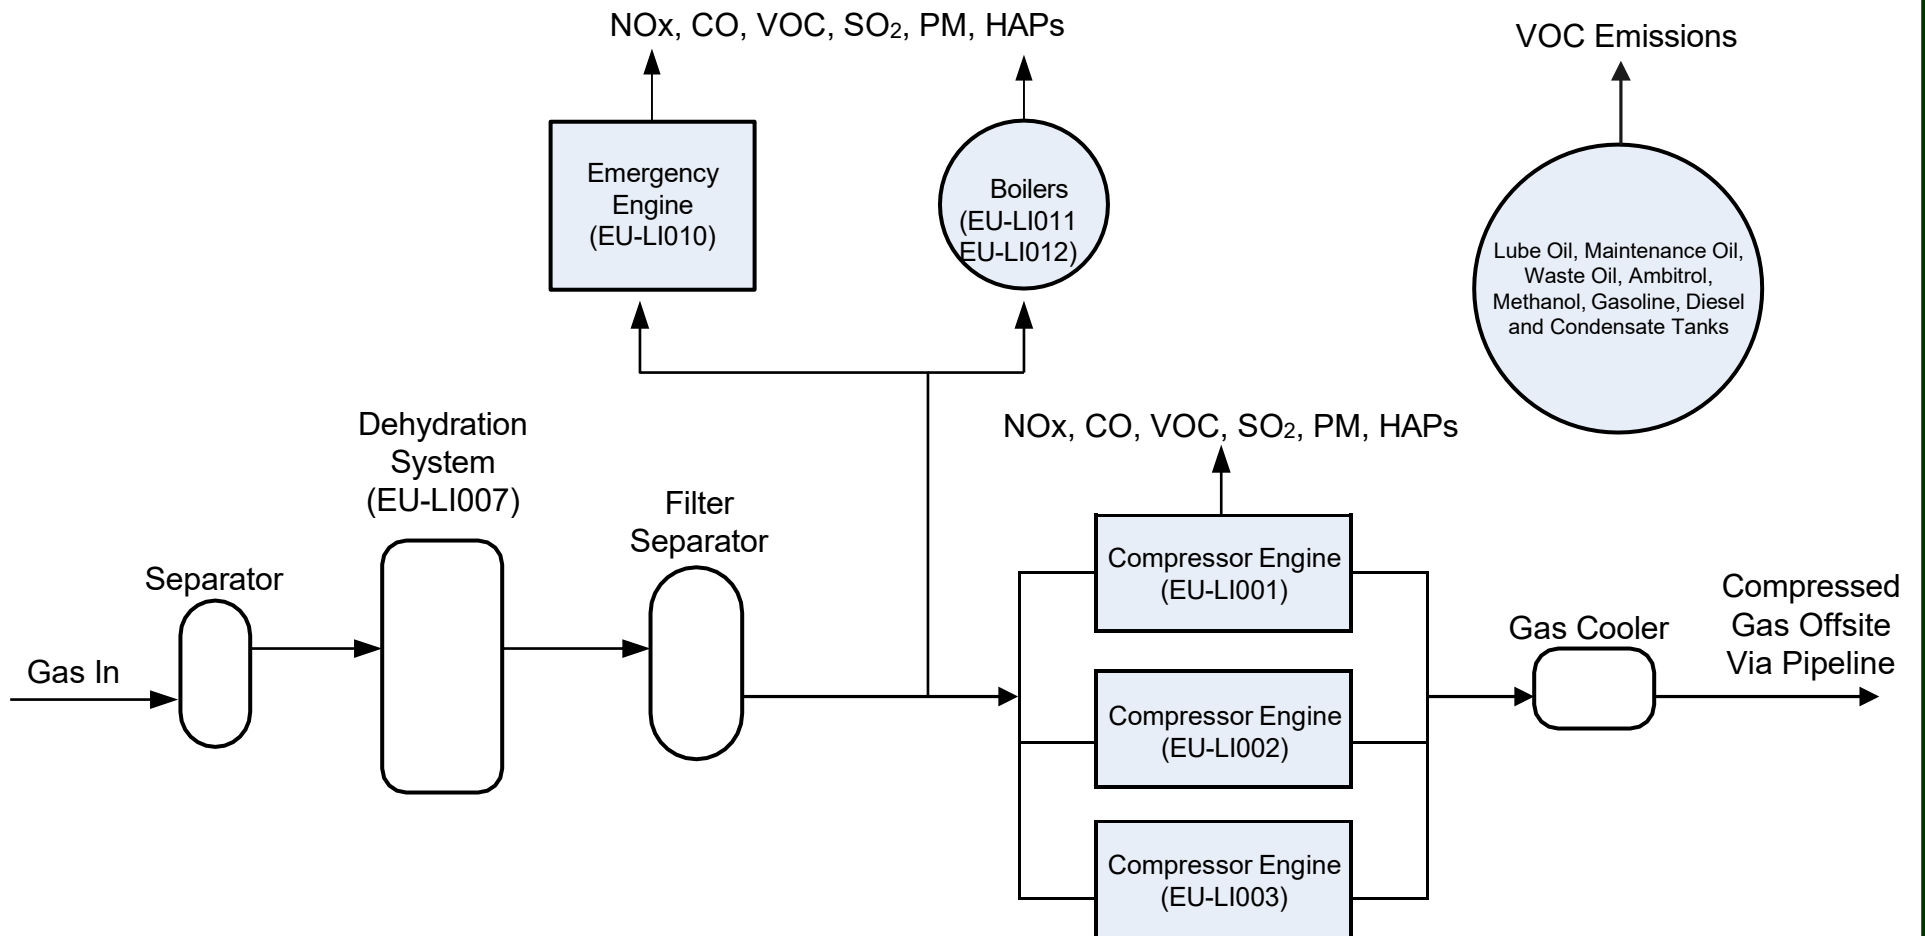 NOx, CO, VOC, SO2, PM, HAPs
VOC Emissions
Emergency
Engine
(EU-LI010)
Boilers
(EU-LI011
EU-LI012)
Lube Oil, Maintenance Oil,
Waste Oil, Ambitrol,
Methanol, Gasoline, Diesel
and Condensate Tanks
Dehydration
System
(EU-LI007)
NOx, CO, VOC, SO2, PM, HAPs
Filter
Separator
Separator
Gas In
Compressor Engine
(EU-LI001)
Compressor Engine
(EU-LI002)
Compressor Engine
(EU-LI003)
Gas Cooler
Compressed
Gas Offsite
Via Pipeline